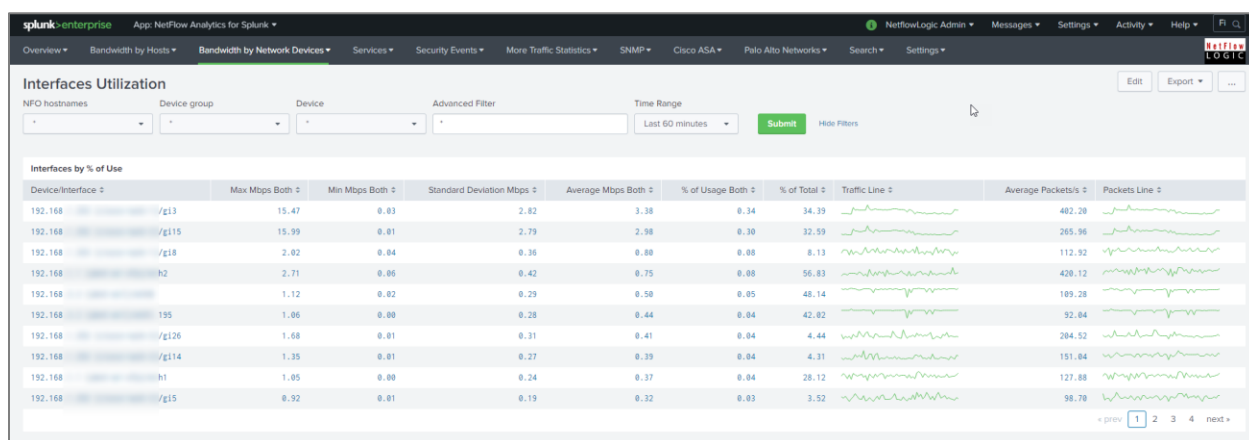 splunk>enterprise App: NetFlow Analytics for Splunk NetflowLogic Admin Messages Settings Activity Help Fi
Overview Bandwidth by Hosts Bandwidth by Network Devices Services Security Events More Traffic Statistics SNMP Cisco ASA Palo Alto Networks Search Settings NetFlow LOGIC
Interfaces Utilization Edit Export ...
NFO hostnames Device group Device Advanced Filter Time Range
* * * * Last 60 minutes Submit Hide Filters
Interfaces by % of Use
Device/Interface Max Mbps Both Min Mbps Both Standard Deviation Mbps Average Mbps Both % of Usage Both % of Total Traffic Line Average Packets/s Packets Line
192.168 /gi3 15.47 0.03 2.82 3.38 0.34 34.39 402.20
192.168 /gi15 15.99 0.01 2.79 2.98 0.30 32.59 265.96
192.168 /gi8 2.02 0.04 0.36 0.80 0.08 8.13 112.92
192.168 h2 2.71 0.06 0.42 0.75 0.08 56.83 420.12
192.168 1.12 0.02 0.29 0.50 0.05 48.14 109.28
192.168 195 1.06 0.00 0.28 0.44 0.04 42.02 92.04
192.168 /gi26 1.68 0.01 0.31 0.41 0.04 4.44 204.52
192.168 /gi14 1.35 0.01 0.27 0.39 0.04 4.31 151.04
192.168 h1 1.05 0.00 0.24 0.37 0.04 28.12 127.88
192.168 /gi5 0.92 0.01 0.19 0.32 0.03 3.52 98.70
« prev 1 2 3 4 next »